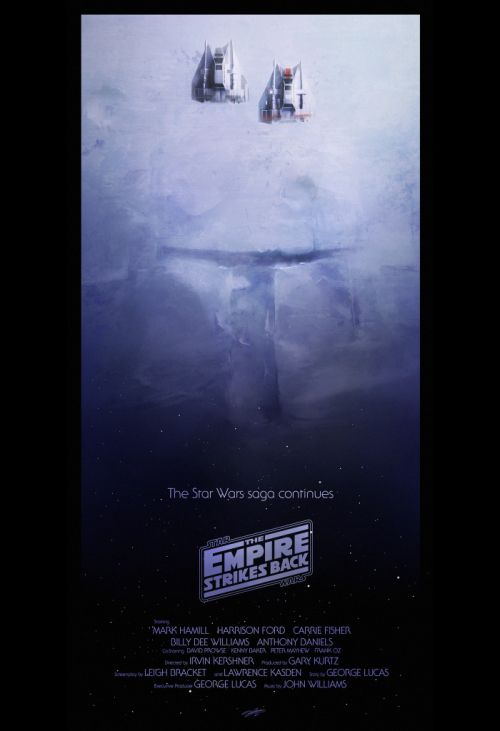 The Star Wars saga continues
STAR
THE
EMPIRE
STRIKES BACK
WARS
Starring
MARK HAMILL HARRISON FORD CARRIE FISHER
BILLY DEE WILLIAMS ANTHONY DANIELS
Co-Starring DAVID PROWSE KENNY BAKER PETER MAYHEW FRANK OZ
Directed by IRVIN KERSHNER Produced by GARY KURTZ
Screenplay by LEIGH BRACKET and LAWRENCE KASDEN Story by GEORGE LUCAS
Executive Producer GEORGE LUCAS Music by JOHN WILLIAMS